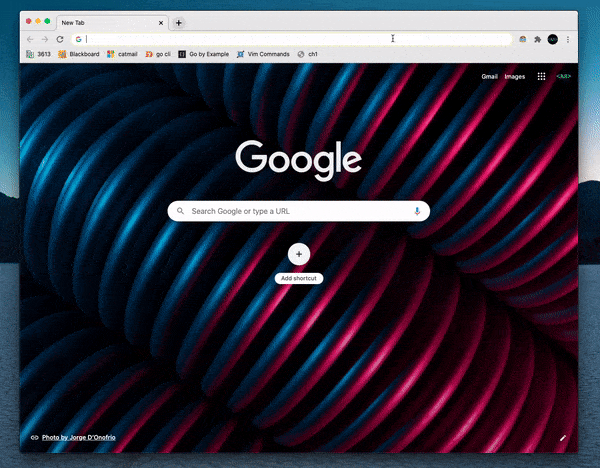 New Tab
3613 Blackboard catmail go cli Go by Example Vim Commands ch1
Gmail Images
Google
Search Google or type a URL
Add shortcut
Photo by Jorge D'Onofrio